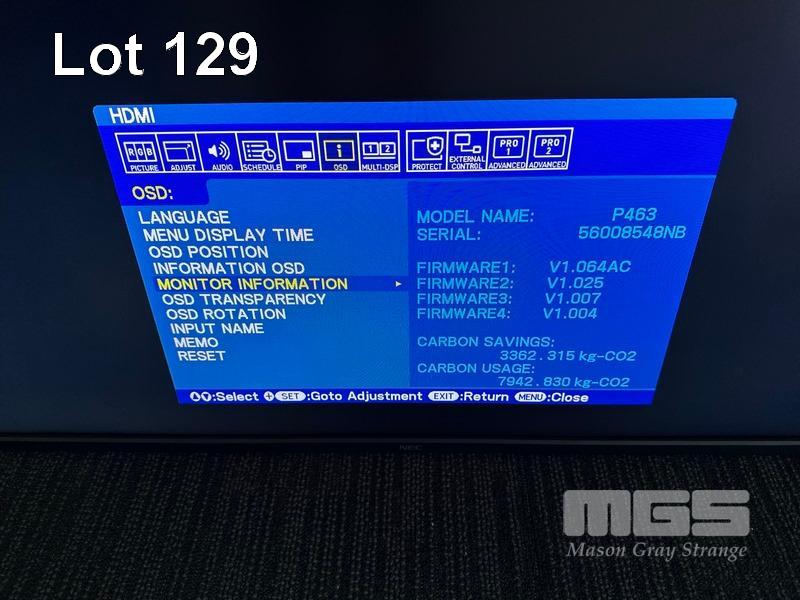 Lot 129
HDMI
RGB
1 2
PRO 1
PRO 2
PICTURE ADJUST AUDIO SCHEDULE PIP OSD MULTI-DSP PROTECT EXTERNAL CONTROL ADVANCED ADVANCED
OSD:
LANGUAGE
MENU DISPLAY TIME
OSD POSITION
INFORMATION OSD
MONITOR INFORMATION
OSD TRANSPARENCY
OSD ROTATION
INPUT NAME
MEMO
RESET
MODEL NAME: P463
SERIAL: 56008548NB
FIRMWARE1: V1.064AC
FIRMWARE2: V1.025
FIRMWARE3: V1.007
FIRMWARE4: V1.004
CARBON SAVINGS:
3362.315 kg-CO2
CARBON USAGE:
7942.830 kg-CO2
:Select SET:Goto Adjustment EXIT:Return MENU:Close
NEC
MGS
Mason Gray Strange